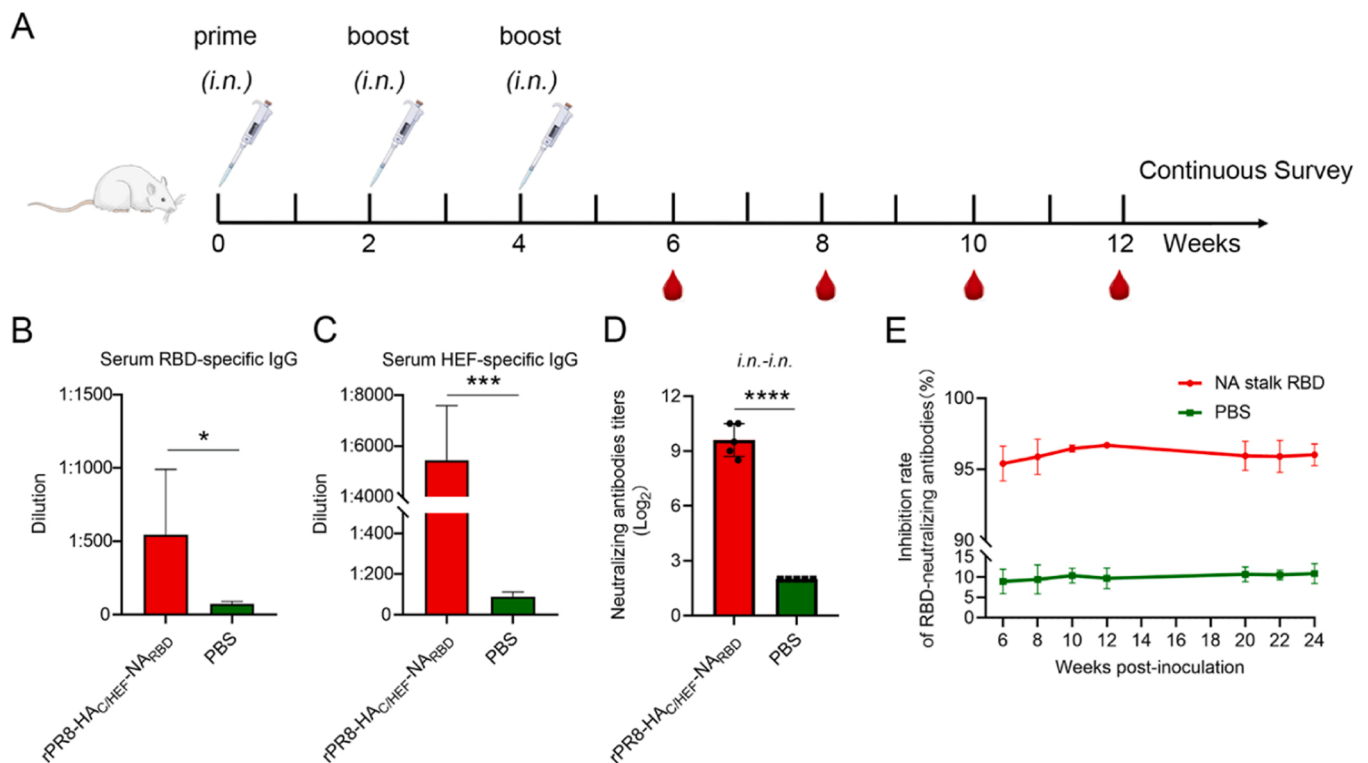 A
prime
boost
boost
(i.n.)
(i.n.)
(i.n.)
Continuous Survey
0
2
4
6
8
10
12
Weeks
B
Serum RBD-specific IgG
1:1500
1:1000
1:500
0
Dilution
*
rPR8-HAC/HEF-NARBD
PBS
C
Serum HEF-specific IgG
1:8000
1:6000
1:4000
1:400
1:200
0
Dilution
***
rPR8-HAC/HEF-NARBD
PBS
D
i.n.-i.n.
12
9
6
3
0
Neutralizing antibodies titers
(Log2)
****
rPR8-HAC/HEF-NARBD
PBS
E
NA stalk RBD
PBS
100
95
90
15
10
5
0
Inhibition rate
of RBD-neutralizing antibodies(%)
6 8 10 12 14 16 18 20 22 24
Weeks post-inoculation